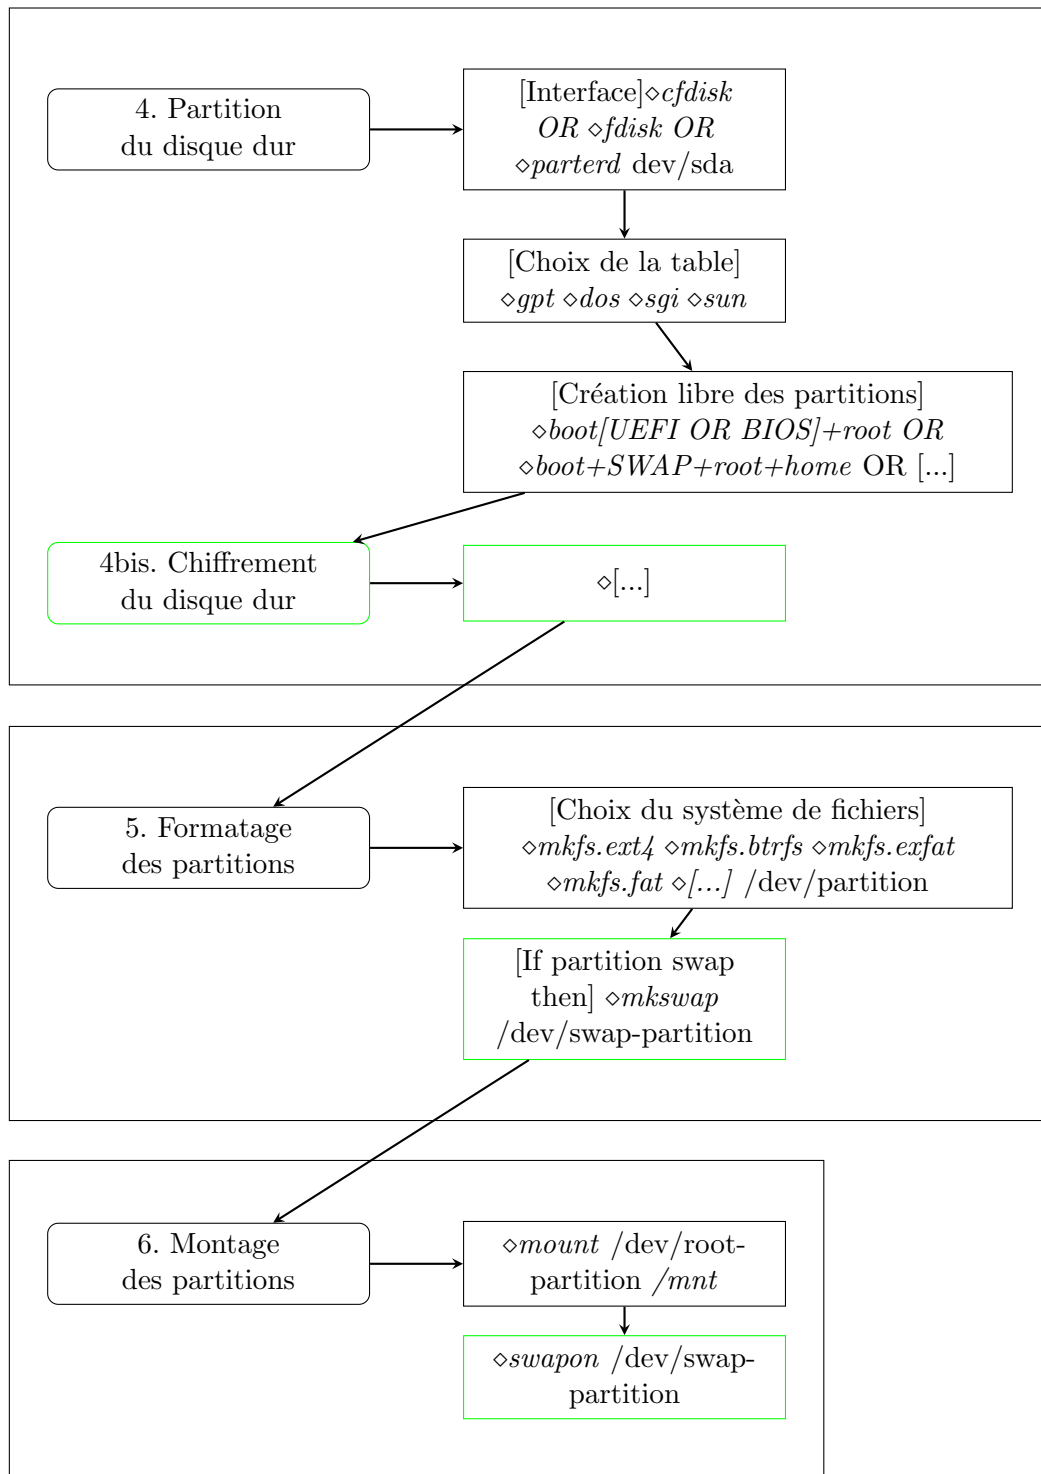 4. Partition
du disque dur
[Interface]⋄cfdisk
OR ⋄fdisk OR
⋄parterd dev/sda
[Choix de la table]
⋄gpt ⋄dos ⋄sgi ⋄sun
[Création libre des partitions]
⋄boot[UEFI OR BIOS]+root OR
⋄boot+SWAP+root+home OR [...]
4bis. Chiffrement
du disque dur
⋄[...]
5. Formatage
des partitions
[Choix du système de fichiers]
⋄mkfs.ext4 ⋄mkfs.btrfs ⋄mkfs.exfat
⋄mkfs.fat ⋄[...] /dev/partition
[If partition swap
then] ⋄mkswap
/dev/swap-partition
6. Montage
des partitions
⋄mount /dev/root-
partition /mnt
⋄swapon /dev/swap-
partition